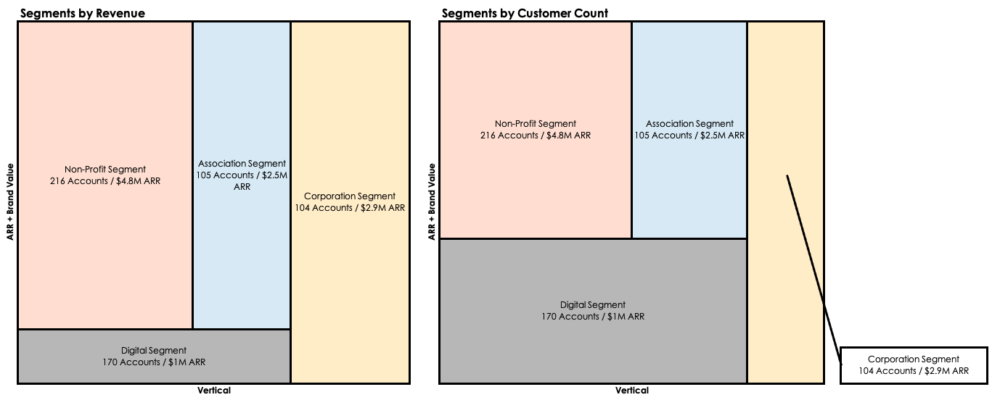 Segments by Revenue
ARR + Brand Value
Non-Profit Segment
216 Accounts / $4.8M ARR
Association Segment
105 Accounts / $2.5M
ARR
Corporation Segment
104 Accounts / $2.9M ARR
Digital Segment
170 Accounts / $1M ARR
Vertical
Segments by Customer Count
ARR + Brand Value
Non-Profit Segment
216 Accounts / $4.8M ARR
Association Segment
105 Accounts / $2.5M ARR
Digital Segment
170 Accounts / $1M ARR
Corporation Segment
104 Accounts / $2.9M ARR
Vertical